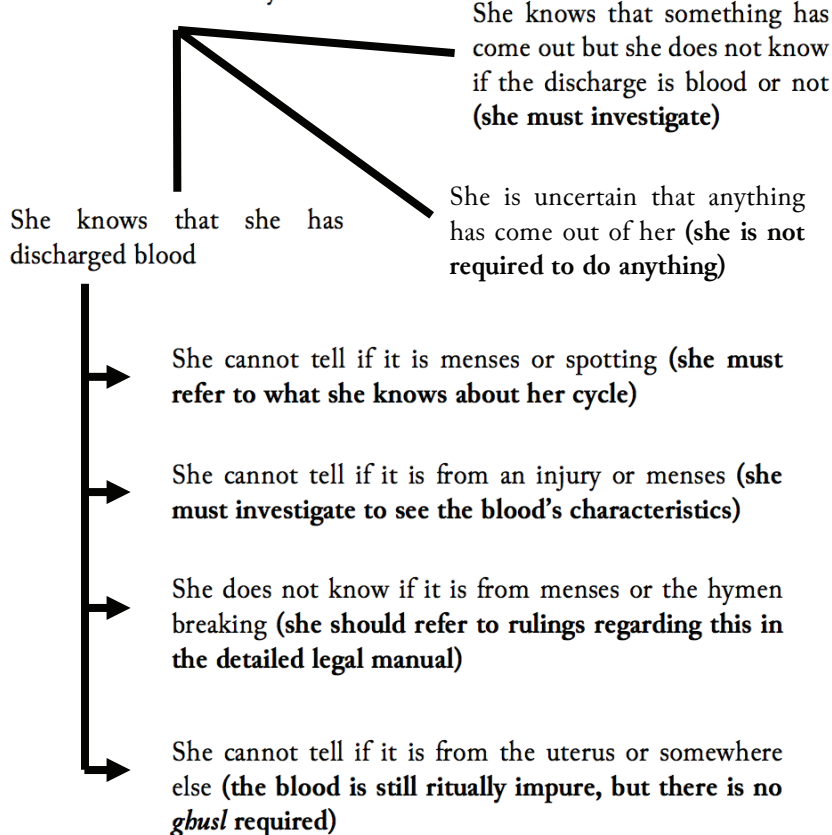 She knows that something has
come out but she does not know
if the discharge is blood or not
(she must investigate)
She is uncertain that anything
has come out of her (she is not
required to do anything)
She knows that she has
discharged blood
She cannot tell if it is menses or spotting (she must
refer to what she knows about her cycle)
She cannot tell if it is from an injury or menses (she
must investigate to see the blood's characteristics)
She does not know if it is from menses or the hymen
breaking (she should refer to rulings regarding this in
the detailed legal manual)
She cannot tell if it is from the uterus or somewhere
else (the blood is still ritually impure, but there is no
ghusl required)